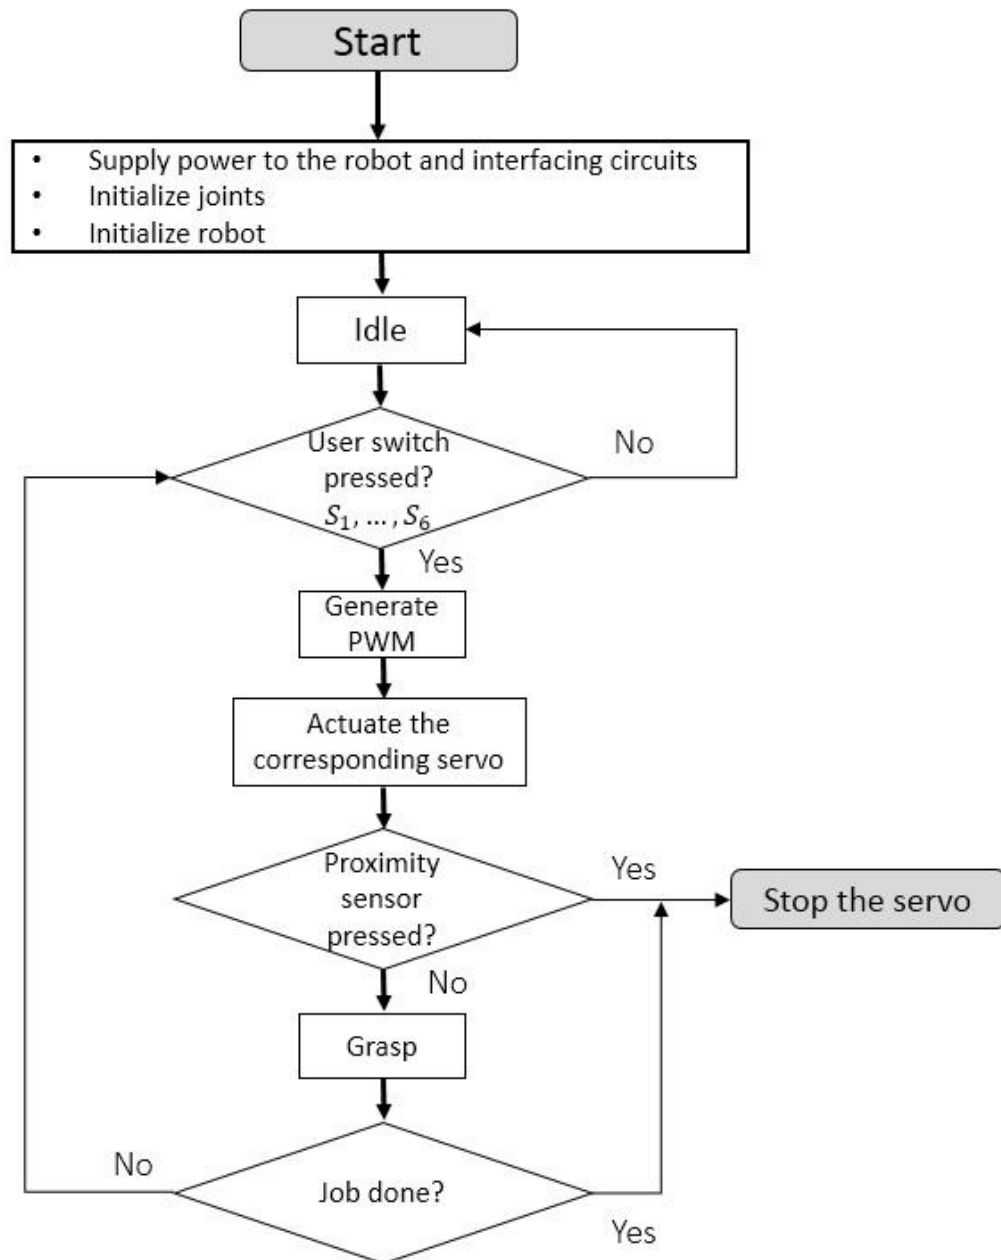 Start
• Supply power to the robot and interfacing circuits
• Initialize joints
• Initialize robot
Idle
User switch
pressed?
S₁, ..., S₆
No
Yes
Generate
PWM
Actuate the
corresponding servo
Proximity
sensor
pressed?
Yes
Stop the servo
No
Grasp
No
Job done?
Yes